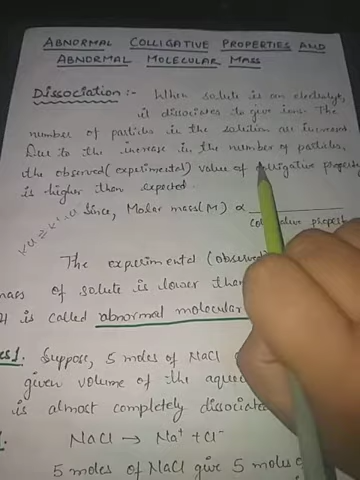 ABNORMAL COLLIGATIVE PROPERTIES AND
ABNORMAL MOLECULAR MASS
Dissociation :- When solute is an electrolyte,
it dissociates to give ions. The
number of particles in the solution are increased
Due to the increase in the number of particles,
the observed (experimental) value of colligative property
is higher than expected.
Since, Molar mass (M) ∝
colligative property
The experimental (observed)
mass of solute is lower than
It is called abnormal molecular
Suppose, 5 moles of NaCl
given volume of the aqueous
is almost completely dissociated
NaCl → Na⁺ + Cl⁻
5 moles of NaCl give 5 moles of